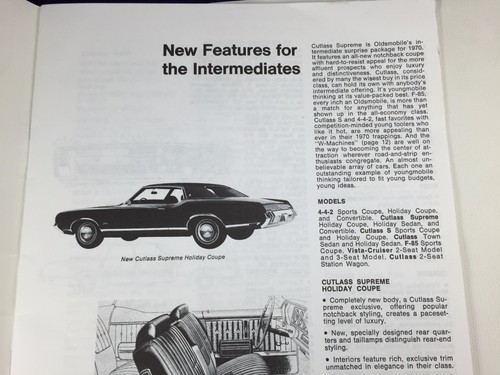 New Features for
the Intermediates
Cutlass Supreme is Oldsmobile's in-
termediate surprise package for 1970.
It features an all-new notchback coupe
with hard-to-resist appeal for the more
affluent prospects who enjoy luxury
and distinctiveness. Cutlass, consid-
ered by many the wisest buy in its price
class, can hold its own with anybody's
intermediate offering. It's youngmobile
thinking at its value-packed best. F-85,
every inch an Oldsmobile, is more than
a match for anything that has yet
shown up in the all-economy class.
Cutlass S and 4-4-2, fast favorites with
competition-minded young toolers who
like it hot, are more appealing than
ever in their 1970 trappings. And the
"W-Machines" (page 12) are well on
the way to becoming the center of at-
traction wherever road-and-strip en-
thusiasts congregate. An almost un-
believable array of cars. Each one an
outstanding example of youngmobile
thinking tailored to fit young budgets,
young ideas.
MODELS
4-4-2 Sports Coupe, Holiday Coupe,
and Convertible. Cutlass Supreme
Holiday Coupe, Holiday Sedan, and
Convertible. Cutlass S Sports Coupe
and Holiday Coupe. Cutlass Town
Sedan and Holiday Sedan. F-85 Sports
Coupe. Vista-Cruiser 2-Seat Model
and 3-Seat Model. Cutlass 2-Seat
Station Wagon.
New Cutlass Supreme Holiday Coupe
CUTLASS SUPREME
HOLIDAY COUPE
• Completely new body, a Cutlass Su-
preme exclusive, offering popular
notchback styling, creates a paceset-
ting level of luxury.
• New, specially designed rear quar-
ters and taillamps distinguish rear-end
styling.
• Interiors feature rich, exclusive trim
unmatched in elegance in their class.